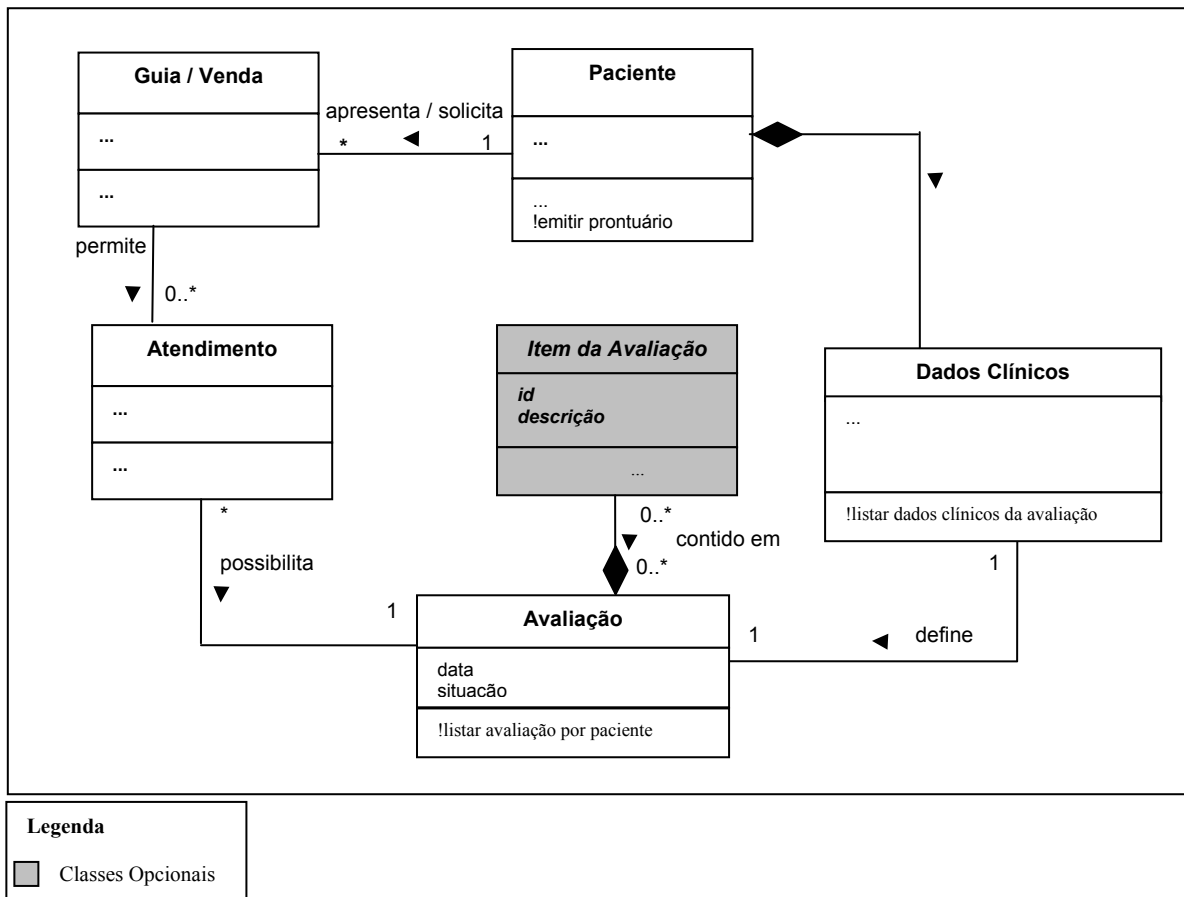 Guia / Venda
...
...
apresenta / solicita
*
1
Paciente
...
...
!emitir prontuário
permite
0..*
Atendimento
...
...
Item da Avaliação
id
descrição
...
Dados Clínicos
...
!listar dados clínicos da avaliação
*
possibilita
1
0..*
contido em
0..*
1
define
1
Avaliação
data
situacão
!listar avaliação por paciente
Legenda
Classes Opcionais